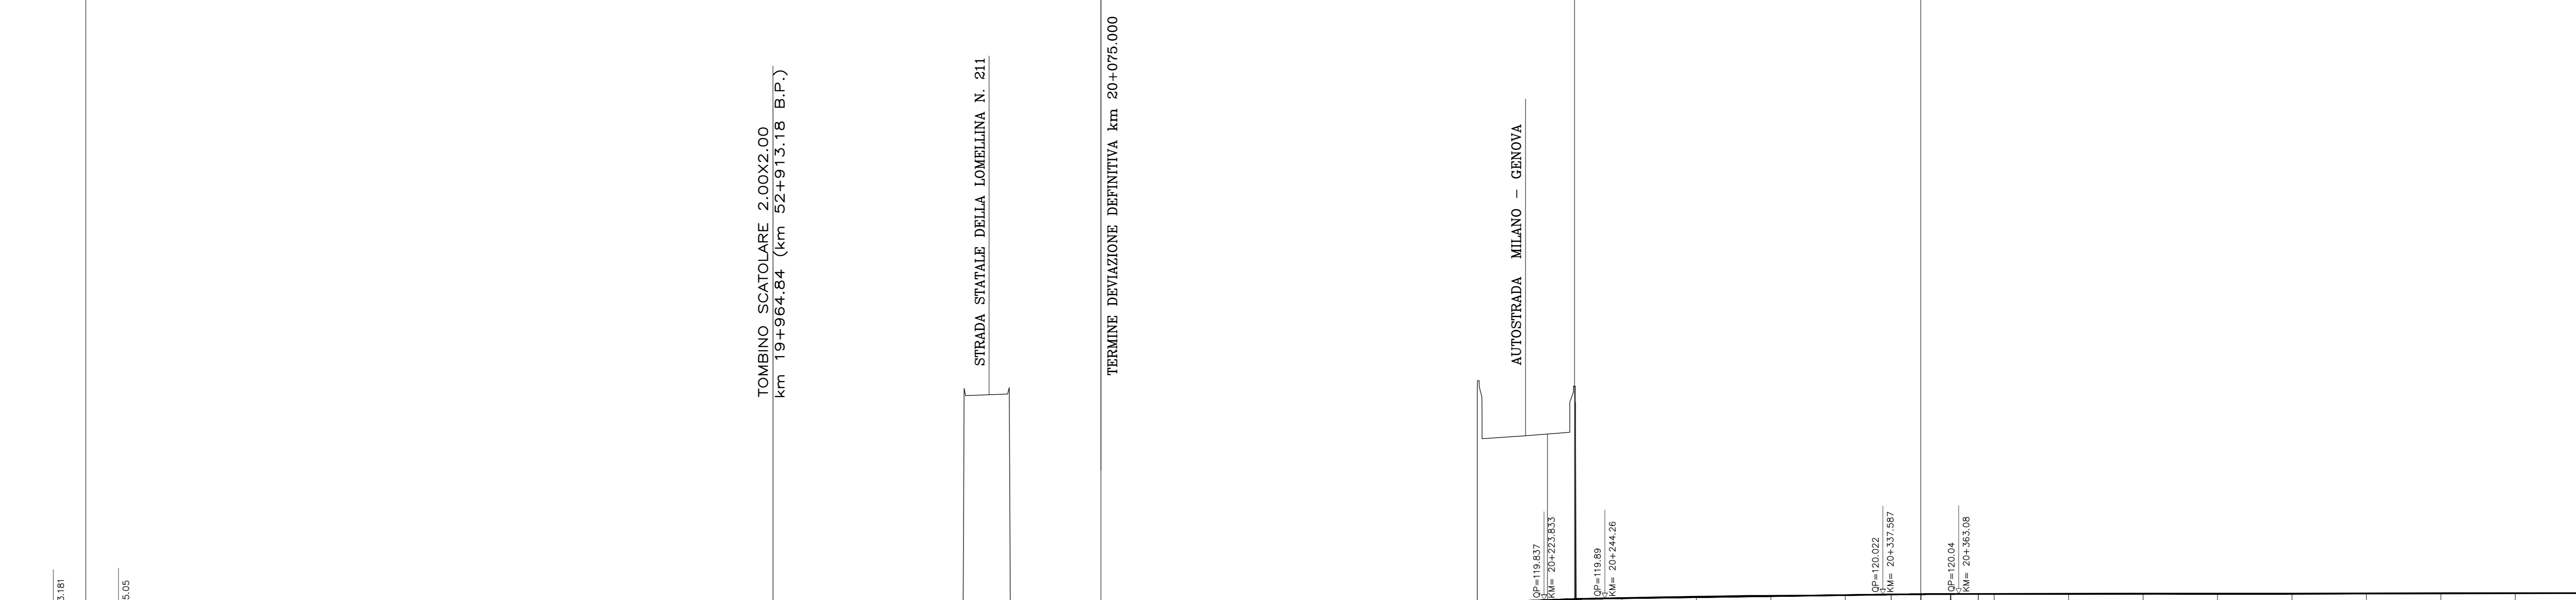 3.181
5.05
TOMBINO SCATOLARE 2.00X2.00
km 19+964.84 (km 52+913.18 B.P.)
STRADA STATALE DELLA LOMELLINA N. 211
TERMINE DEVIAZIONE DEFINITIVA km 20+075.000
AUTOSTRADA MILANO - GENOVA
QP=119.837
KM= 20+223.833
QP=119.89
KM= 20+244.26
QP=120.022
KM= 20+337.587
QP=120.04
KM= 20+363.08